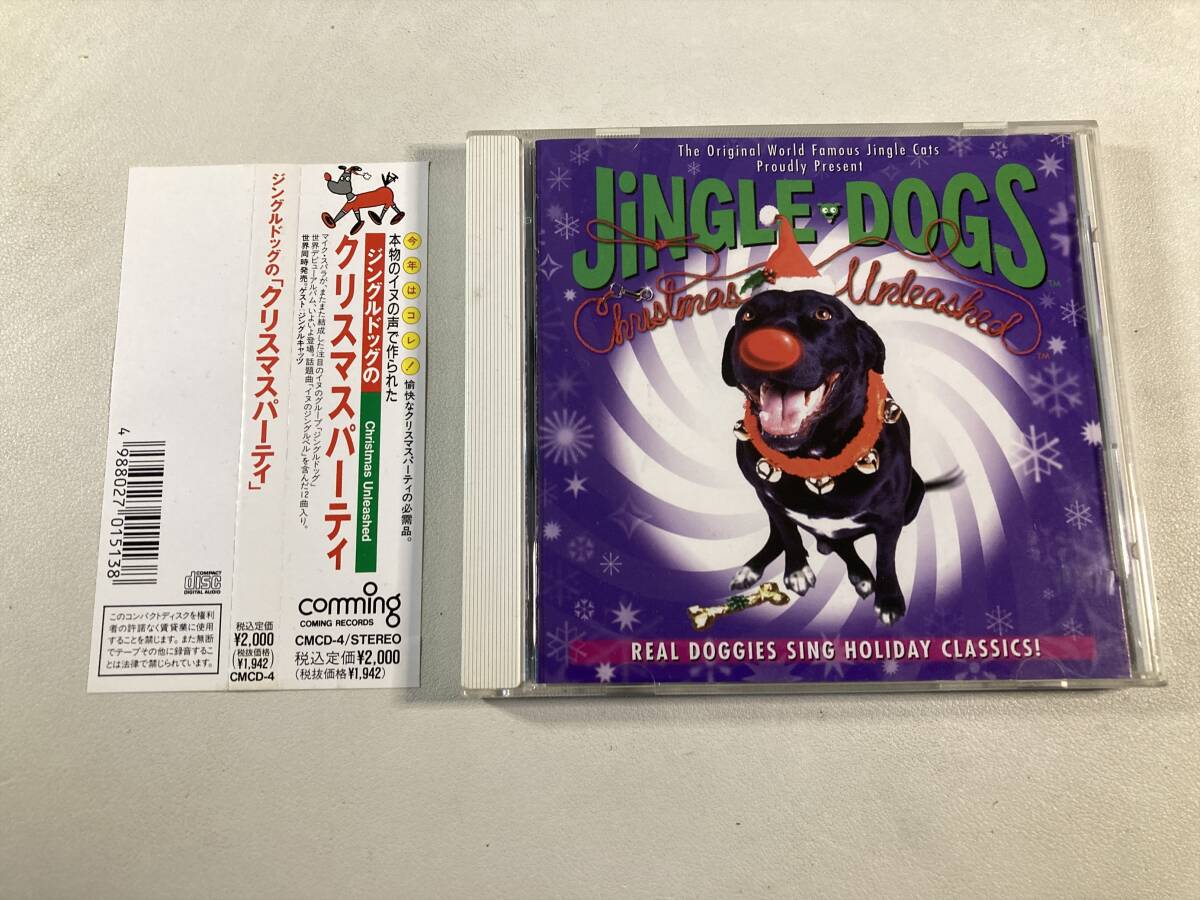 ジングルドッグの「クリスマスパーティ」
税込定価
¥2,000
(税抜価格)
¥1,942
CMCD-4
4 988027 015138
COMPACT
disc
DIGITAL AUDIO
このコンパクトディスクを権利
者の許諾なく賃貸業に使用
することを禁じます。また無断
でテープその他に録音するこ
とは法律で禁じられています。
今年はコレ!
愉快なクリスマスパーティの必需品。
本物のイヌの声で作られた
ジングルドッグの
Christmas Unleashed
クリスマスパーティ
マイク・スパラが、またまた結成した注目のイヌのグループ「ジングルドッグ」
世界デビューアルバム、いよいよ登場。話題曲「イヌのジングルベル」を含んだ12曲入り。
世界同時発売。ゲスト:ジングルキャッツ
comming
COMING RECORDS
CMCD-4/STEREO
税込定価¥2,000
(税抜価格¥1,942)
The Original World Famous Jingle Cats
Proudly Present
JiNGLE DOGS
TM
Christmas Unleashed
TM
REAL DOGGIES SING HOLIDAY CLASSICS!